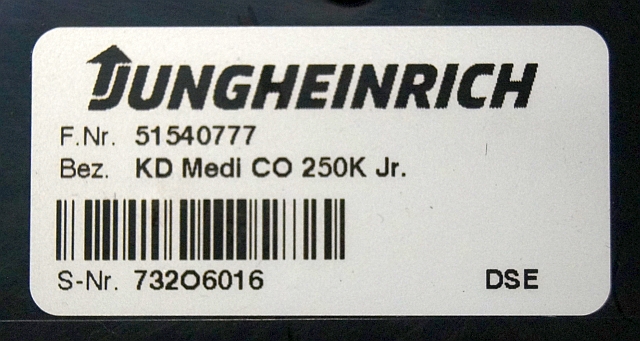 JUNGHEINRICH
F.Nr. 51540777
Bez. KD Medi CO 250K Jr.
S-Nr. 732O6016
DSE